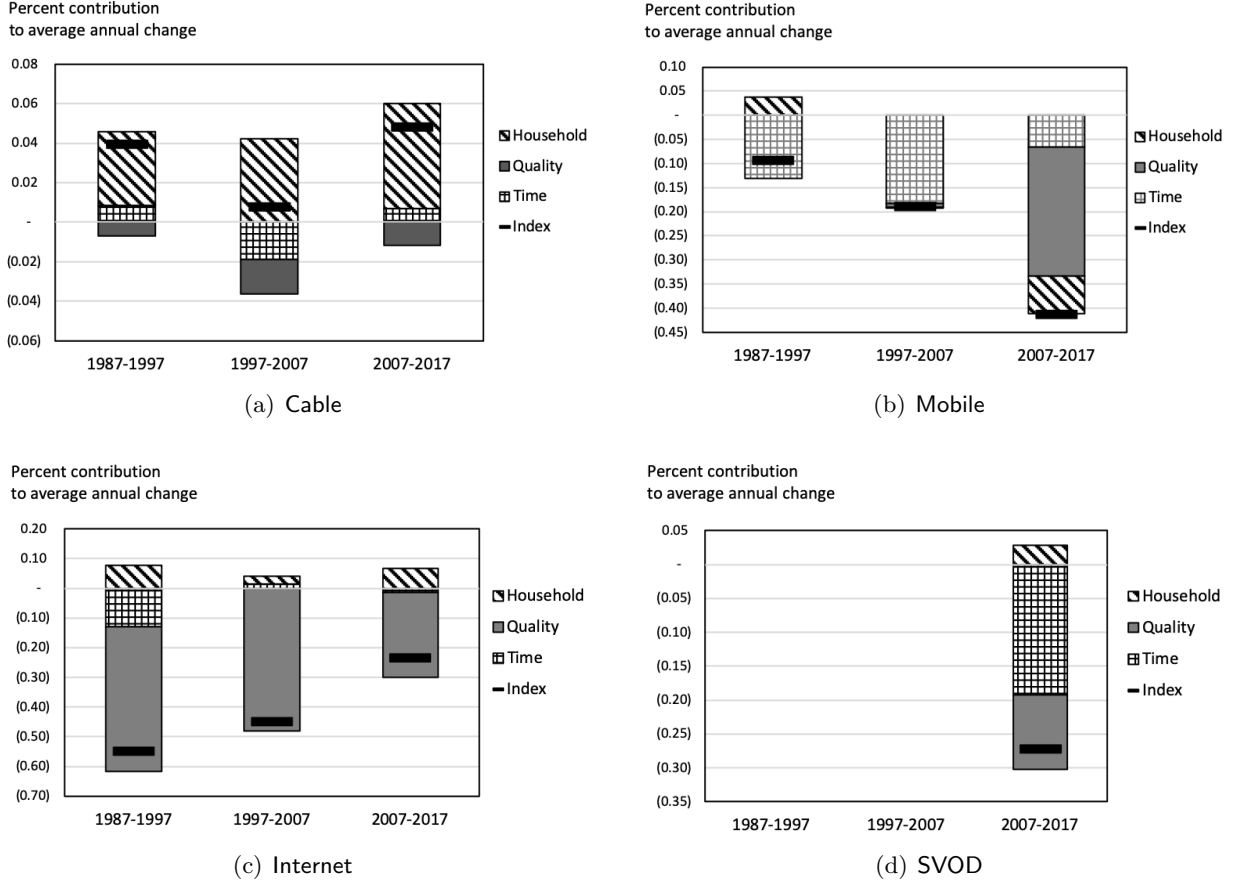 Percent contribution
to average annual change
0.08
0.06
0.04
0.02
-
(0.02)
(0.04)
(0.06)
1987-1997
1997-2007
2007-2017
Household
Quality
Time
Index
(a) Cable
Percent contribution
to average annual change
0.10
0.05
-
(0.05)
(0.10)
(0.15)
(0.20)
(0.25)
(0.30)
(0.35)
(0.40)
(0.45)
1987-1997
1997-2007
2007-2017
Household
Quality
Time
Index
(b) Mobile
Percent contribution
to average annual change
0.20
0.10
-
(0.10)
(0.20)
(0.30)
(0.40)
(0.50)
(0.60)
(0.70)
1987-1997
1997-2007
2007-2017
Household
Quality
Time
Index
(c) Internet
Percent contribution
to average annual change
0.05
-
(0.05)
(0.10)
(0.15)
(0.20)
(0.25)
(0.30)
(0.35)
1987-1997
1997-2007
2007-2017
Household
Quality
Time
Index
(d) SVOD